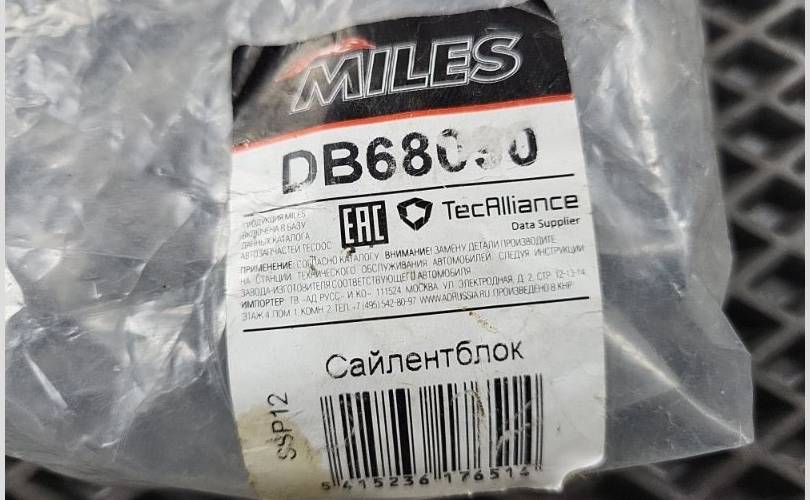 MILES
TecAlliance
Data Supplier
EAC
ПРОДУКЦИЯ MILES
ВКЛЮЧЕНА В БАЗУ
ДАННЫХ КАТАЛОГА
АВТОЗАПЧАСТЕЙ TECDOC
ПРИМЕНЕНИЕ: СОГЛАСНО КАТАЛОГУ ВНИМАНИЕ! ЗАМЕНУ ДЕТАЛИ ПРОИЗВОДИТЕ
НА СТАНЦИИ ТЕХНИЧЕСКОГО ОБСЛУЖИВАНИЯ АВТОМОБИЛЕЙ, СЛЕДУЯ ИНСТРУКЦИИ
ЗАВОДА-ИЗГОТОВИТЕЛЯ СООТВЕТСТВУЮЩЕГО АВТОМОБИЛЯ.
ИМПОРТЕР ТВ «АД РУСС» И КО» 111524, МОСКВА, УЛ. ЭЛЕКТРОДНАЯ, Д. 2, СТР. 12-13-14,
ЭТАЖ 4, ПОМ. 1, КОМН. 2. ТЕЛ. +7 (495) 542-80-97 WWW.ADRUSSIA.RU ПРОИЗВЕДЕНО В КНР
Сайлентблок
SSP12
5 415236 176514